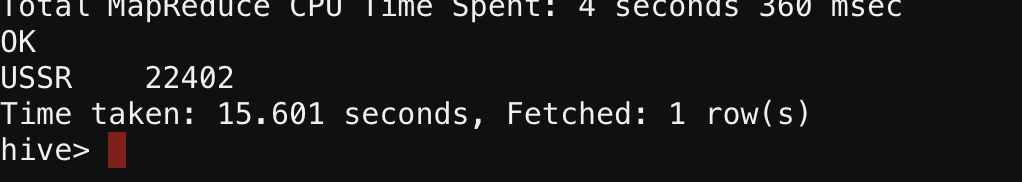 Total MapReduce CPU Time Spent: 4 seconds 360 msec
OK
USSR    22402
Time taken: 15.601 seconds, Fetched: 1 row(s)
hive>